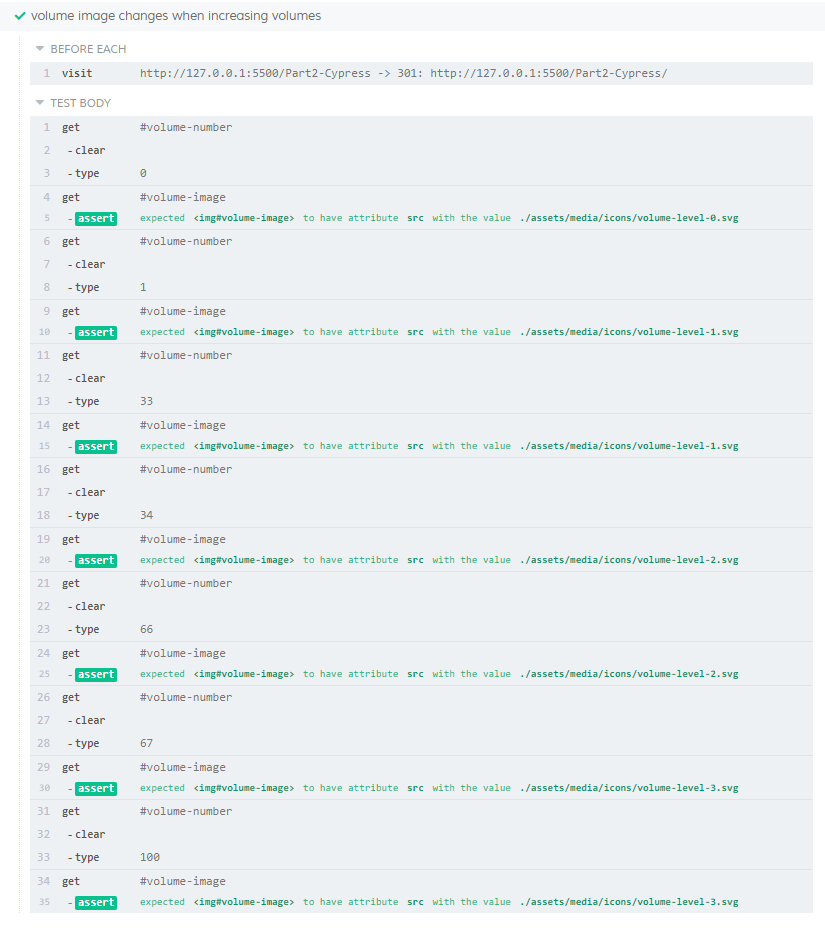 volume image changes when increasing volumes
BEFORE EACH
1 visit http://127.0.0.1:5500/Part2-Cypress -> 301: http://127.0.0.1:5500/Part2-Cypress/
TEST BODY
1 get #volume-number
2 - clear
3 - type 0
4 get #volume-image
5 - assert expected <img#volume-image> to have attribute src with the value ./assets/media/icons/volume-level-0.svg
6 get #volume-number
7 - clear
8 - type 1
9 get #volume-image
10 - assert expected <img#volume-image> to have attribute src with the value ./assets/media/icons/volume-level-1.svg
11 get #volume-number
12 - clear
13 - type 33
14 get #volume-image
15 - assert expected <img#volume-image> to have attribute src with the value ./assets/media/icons/volume-level-1.svg
16 get #volume-number
17 - clear
18 - type 34
19 get #volume-image
20 - assert expected <img#volume-image> to have attribute src with the value ./assets/media/icons/volume-level-2.svg
21 get #volume-number
22 - clear
23 - type 66
24 get #volume-image
25 - assert expected <img#volume-image> to have attribute src with the value ./assets/media/icons/volume-level-2.svg
26 get #volume-number
27 - clear
28 - type 67
29 get #volume-image
30 - assert expected <img#volume-image> to have attribute src with the value ./assets/media/icons/volume-level-3.svg
31 get #volume-number
32 - clear
33 - type 100
34 get #volume-image
35 - assert expected <img#volume-image> to have attribute src with the value ./assets/media/icons/volume-level-3.svg